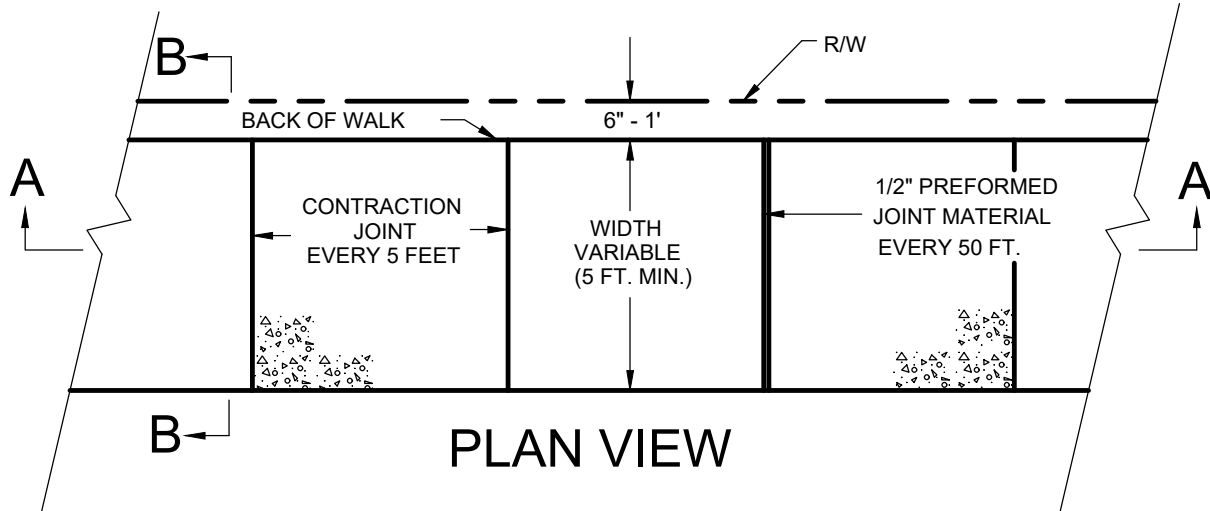 B
R/W
BACK OF WALK
6" - 1'
A
A
CONTRACTION
JOINT
EVERY 5 FEET
WIDTH
VARIABLE
(5 FT. MIN.)
1/2" PREFORMED
JOINT MATERIAL
EVERY 50 FT.
B
PLAN VIEW